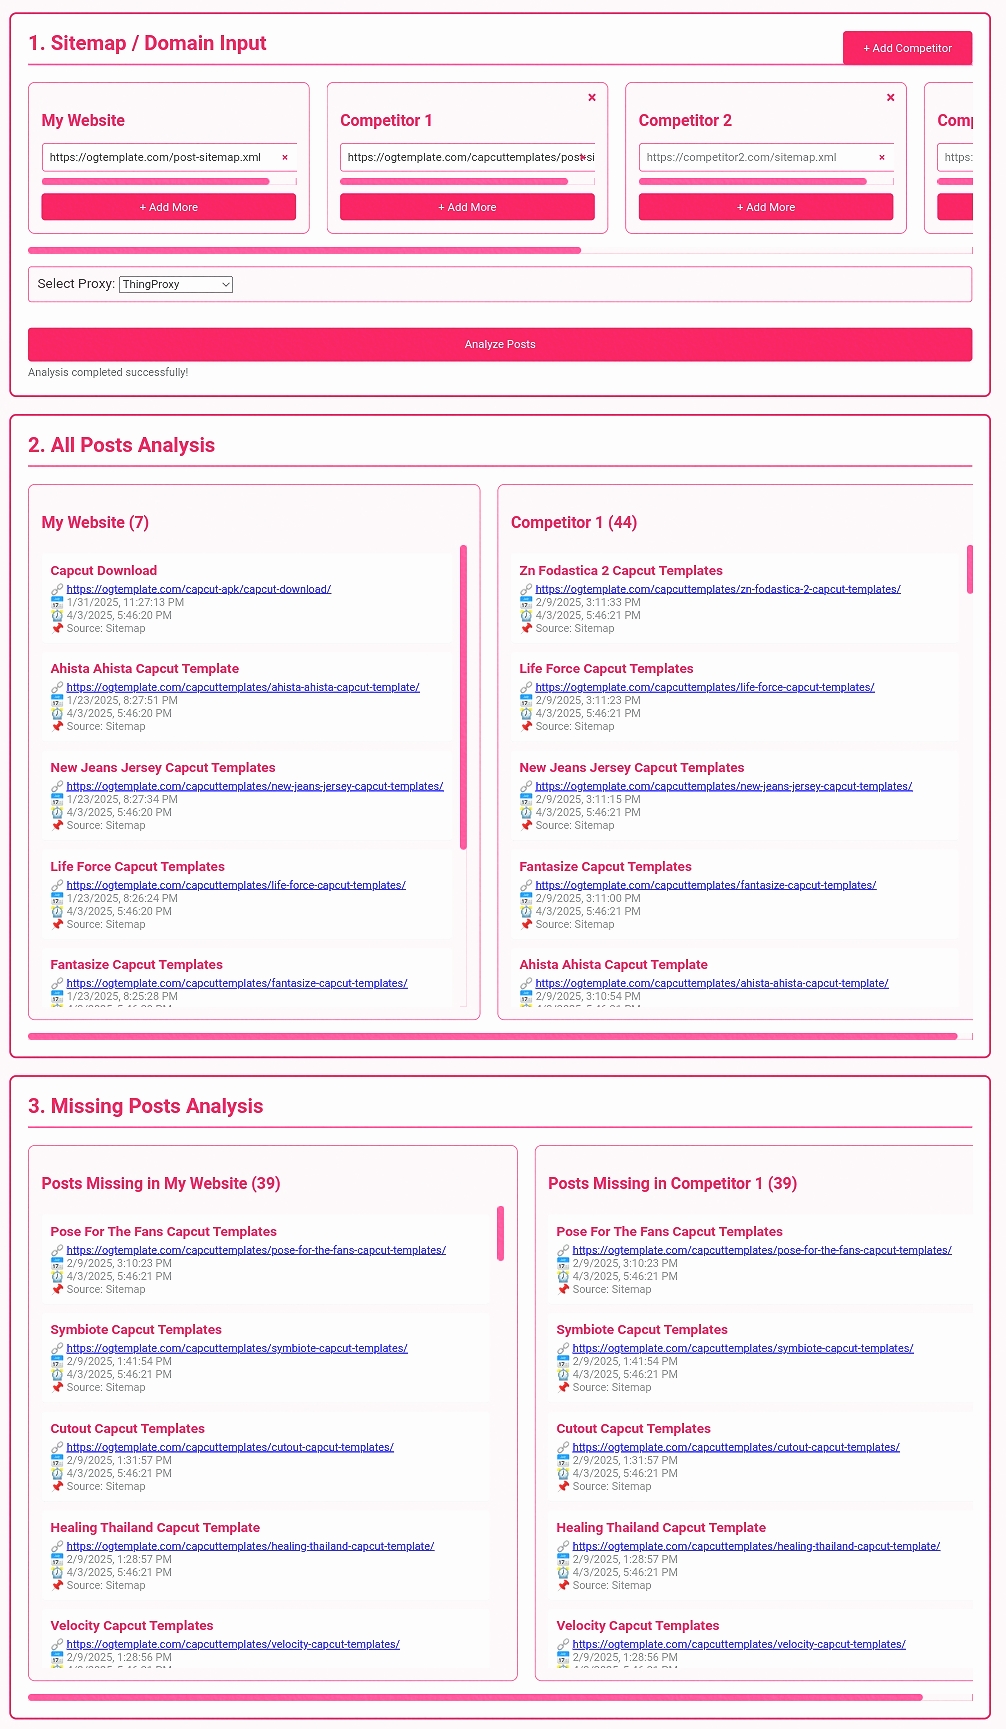 1. Sitemap / Domain Input
+ Add Competitor
My Website
https://ogtemplate.com/post-sitemap.xml ×
+ Add More
×
Competitor 1
https://ogtemplate.com/capcuttemplates/post-si
+ Add More
×
Competitor 2
https://competitor2.com/sitemap.xml ×
+ Add More
Comp
https:
Select Proxy: ThingProxy
Analyze Posts
Analysis completed successfully!
2. All Posts Analysis
My Website (7)
Capcut Download
https://ogtemplate.com/capcut-apk/capcut-download/
1/31/2025, 11:27:13 PM
4/3/2025, 5:46:20 PM
Source: Sitemap
Ahista Ahista Capcut Template
https://ogtemplate.com/capcuttemplates/ahista-ahista-capcut-template/
1/23/2025, 8:27:51 PM
4/3/2025, 5:46:20 PM
Source: Sitemap
New Jeans Jersey Capcut Templates
https://ogtemplate.com/capcuttemplates/new-jeans-jersey-capcut-templates/
1/23/2025, 8:27:34 PM
4/3/2025, 5:46:20 PM
Source: Sitemap
Life Force Capcut Templates
https://ogtemplate.com/capcuttemplates/life-force-capcut-templates/
1/23/2025, 8:26:24 PM
4/3/2025, 5:46:20 PM
Source: Sitemap
Fantasize Capcut Templates
https://ogtemplate.com/capcuttemplates/fantasize-capcut-templates/
1/23/2025, 8:25:28 PM
Competitor 1 (44)
Zn Fodastica 2 Capcut Templates
https://ogtemplate.com/capcuttemplates/zn-fodastica-2-capcut-templates/
2/9/2025, 3:11:33 PM
4/3/2025, 5:46:21 PM
Source: Sitemap
Life Force Capcut Templates
https://ogtemplate.com/capcuttemplates/life-force-capcut-templates/
2/9/2025, 3:11:23 PM
4/3/2025, 5:46:21 PM
Source: Sitemap
New Jeans Jersey Capcut Templates
https://ogtemplate.com/capcuttemplates/new-jeans-jersey-capcut-templates/
2/9/2025, 3:11:15 PM
4/3/2025, 5:46:21 PM
Source: Sitemap
Fantasize Capcut Templates
https://ogtemplate.com/capcuttemplates/fantasize-capcut-templates/
2/9/2025, 3:11:00 PM
4/3/2025, 5:46:21 PM
Source: Sitemap
Ahista Ahista Capcut Template
https://ogtemplate.com/capcuttemplates/ahista-ahista-capcut-template/
2/9/2025, 3:10:54 PM
3. Missing Posts Analysis
Posts Missing in My Website (39)
Pose For The Fans Capcut Templates
https://ogtemplate.com/capcuttemplates/pose-for-the-fans-capcut-templates/
2/9/2025, 3:10:23 PM
4/3/2025, 5:46:21 PM
Source: Sitemap
Symbiote Capcut Templates
https://ogtemplate.com/capcuttemplates/symbiote-capcut-templates/
2/9/2025, 1:41:54 PM
4/3/2025, 5:46:21 PM
Source: Sitemap
Cutout Capcut Templates
https://ogtemplate.com/capcuttemplates/cutout-capcut-templates/
2/9/2025, 1:31:57 PM
4/3/2025, 5:46:21 PM
Source: Sitemap
Healing Thailand Capcut Template
https://ogtemplate.com/capcuttemplates/healing-thailand-capcut-template/
2/9/2025, 1:28:57 PM
4/3/2025, 5:46:21 PM
Source: Sitemap
Velocity Capcut Templates
https://ogtemplate.com/capcuttemplates/velocity-capcut-templates/
2/9/2025, 1:28:56 PM
Posts Missing in Competitor 1 (39)
Pose For The Fans Capcut Templates
https://ogtemplate.com/capcuttemplates/pose-for-the-fans-capcut-templates/
2/9/2025, 3:10:23 PM
4/3/2025, 5:46:21 PM
Source: Sitemap
Symbiote Capcut Templates
https://ogtemplate.com/capcuttemplates/symbiote-capcut-templates/
2/9/2025, 1:41:54 PM
4/3/2025, 5:46:21 PM
Source: Sitemap
Cutout Capcut Templates
https://ogtemplate.com/capcuttemplates/cutout-capcut-templates/
2/9/2025, 1:31:57 PM
4/3/2025, 5:46:21 PM
Source: Sitemap
Healing Thailand Capcut Template
https://ogtemplate.com/capcuttemplates/healing-thailand-capcut-template/
2/9/2025, 1:28:57 PM
4/3/2025, 5:46:21 PM
Source: Sitemap
Velocity Capcut Templates
https://ogtemplate.com/capcuttemplates/velocity-capcut-templates/
2/9/2025, 1:28:56 PM